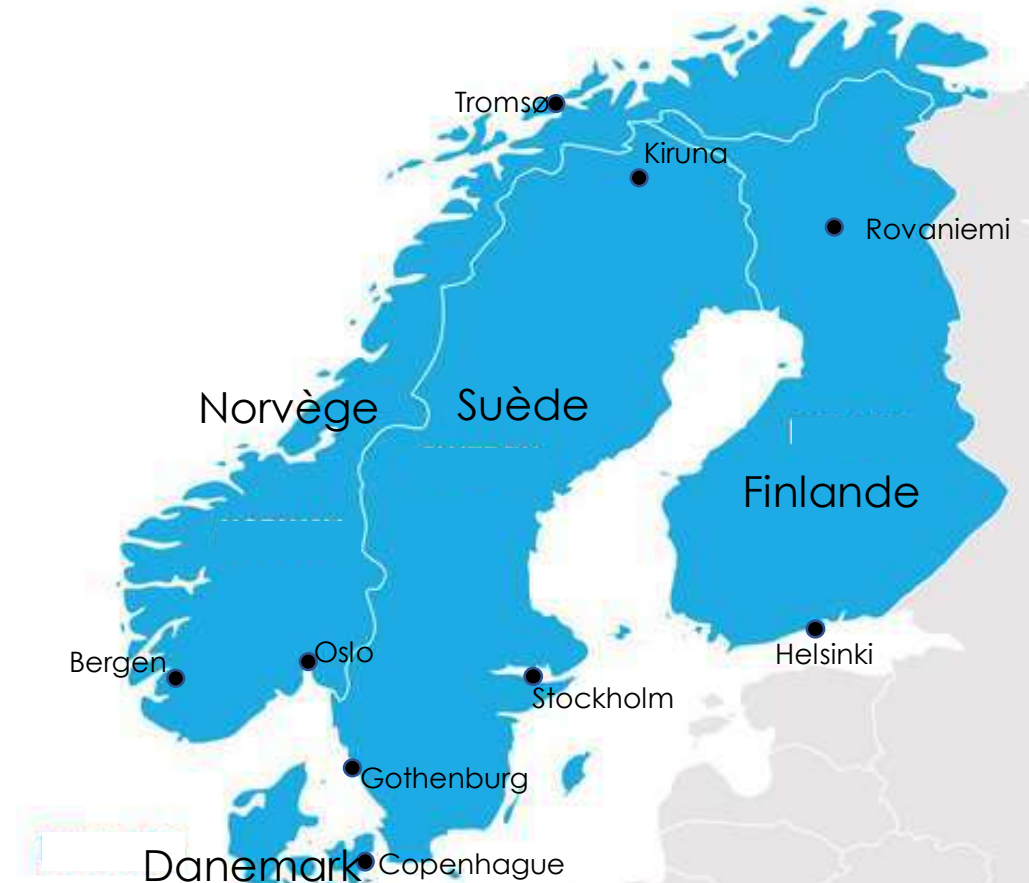 Tromsø
Kiruna
Rovaniemi
Norvège
Suède
Finlande
Helsinki
Oslo
Bergen
Stockholm
Gothenburg
Danemark
Copenhague